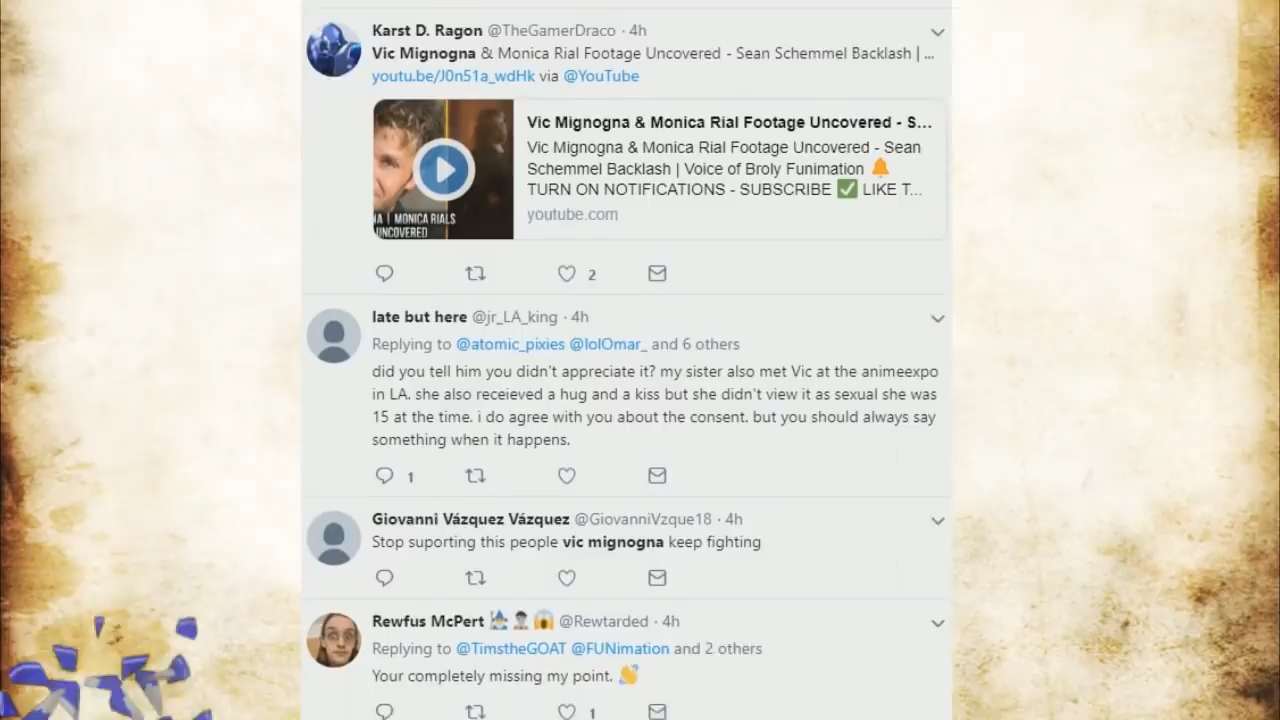 Karst D. Ragon @TheGamerDraco · 4h
Vic Mignogna & Monica Rial Footage Uncovered - Sean Schemmel Backlash | ...
youtu.be/J0n51a_wdHk via @YouTube
Vic Mignogna & Monica Rial Footage Uncovered - S...
Vic Mignogna & Monica Rial Footage Uncovered - Sean
Schemmel Backlash | Voice of Broly Funimation 🔔
TURN ON NOTIFICATIONS - SUBSCRIBE ✅ LIKE T...
NA | MONICA RIALS
UNCOVERED
youtube.com
2
late but here @jr_LA_king · 4h
Replying to @atomic_pixies @lolOmar_ and 6 others
did you tell him you didn't appreciate it? my sister also met Vic at the animeexpo
in LA. she also receieved a hug and a kiss but she didn't view it as sexual she was
15 at the time. i do agree with you about the consent. but you should always say
something when it happens.
1
Giovanni Vázquez Vázquez @GiovanniVzque18 · 4h
Stop suporting this people vic mignogna keep fighting
Rewfus McPert @Rewtarded · 4h
Replying to @TimstheGOAT @FUNimation and 2 others
Your completely missing my point. 👏
1